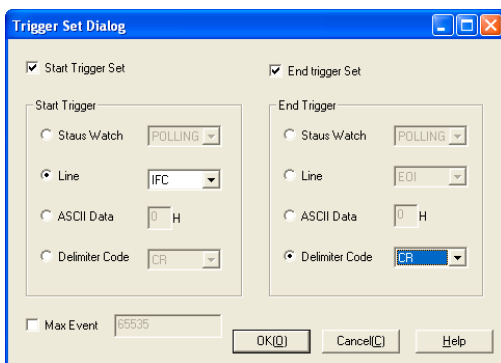 Trigger Set Dialog
Start Trigger Set
End trigger Set
Start Trigger
Staus Watch POLLING
Line IFC
ASCII Data 0 H
Delimiter Code CR
End Trigger
Staus Watch POLLING
Line EOI
ASCII Data 0 H
Delimiter Code CR
Max Event 65535
OK(O) Cancel(C) Help